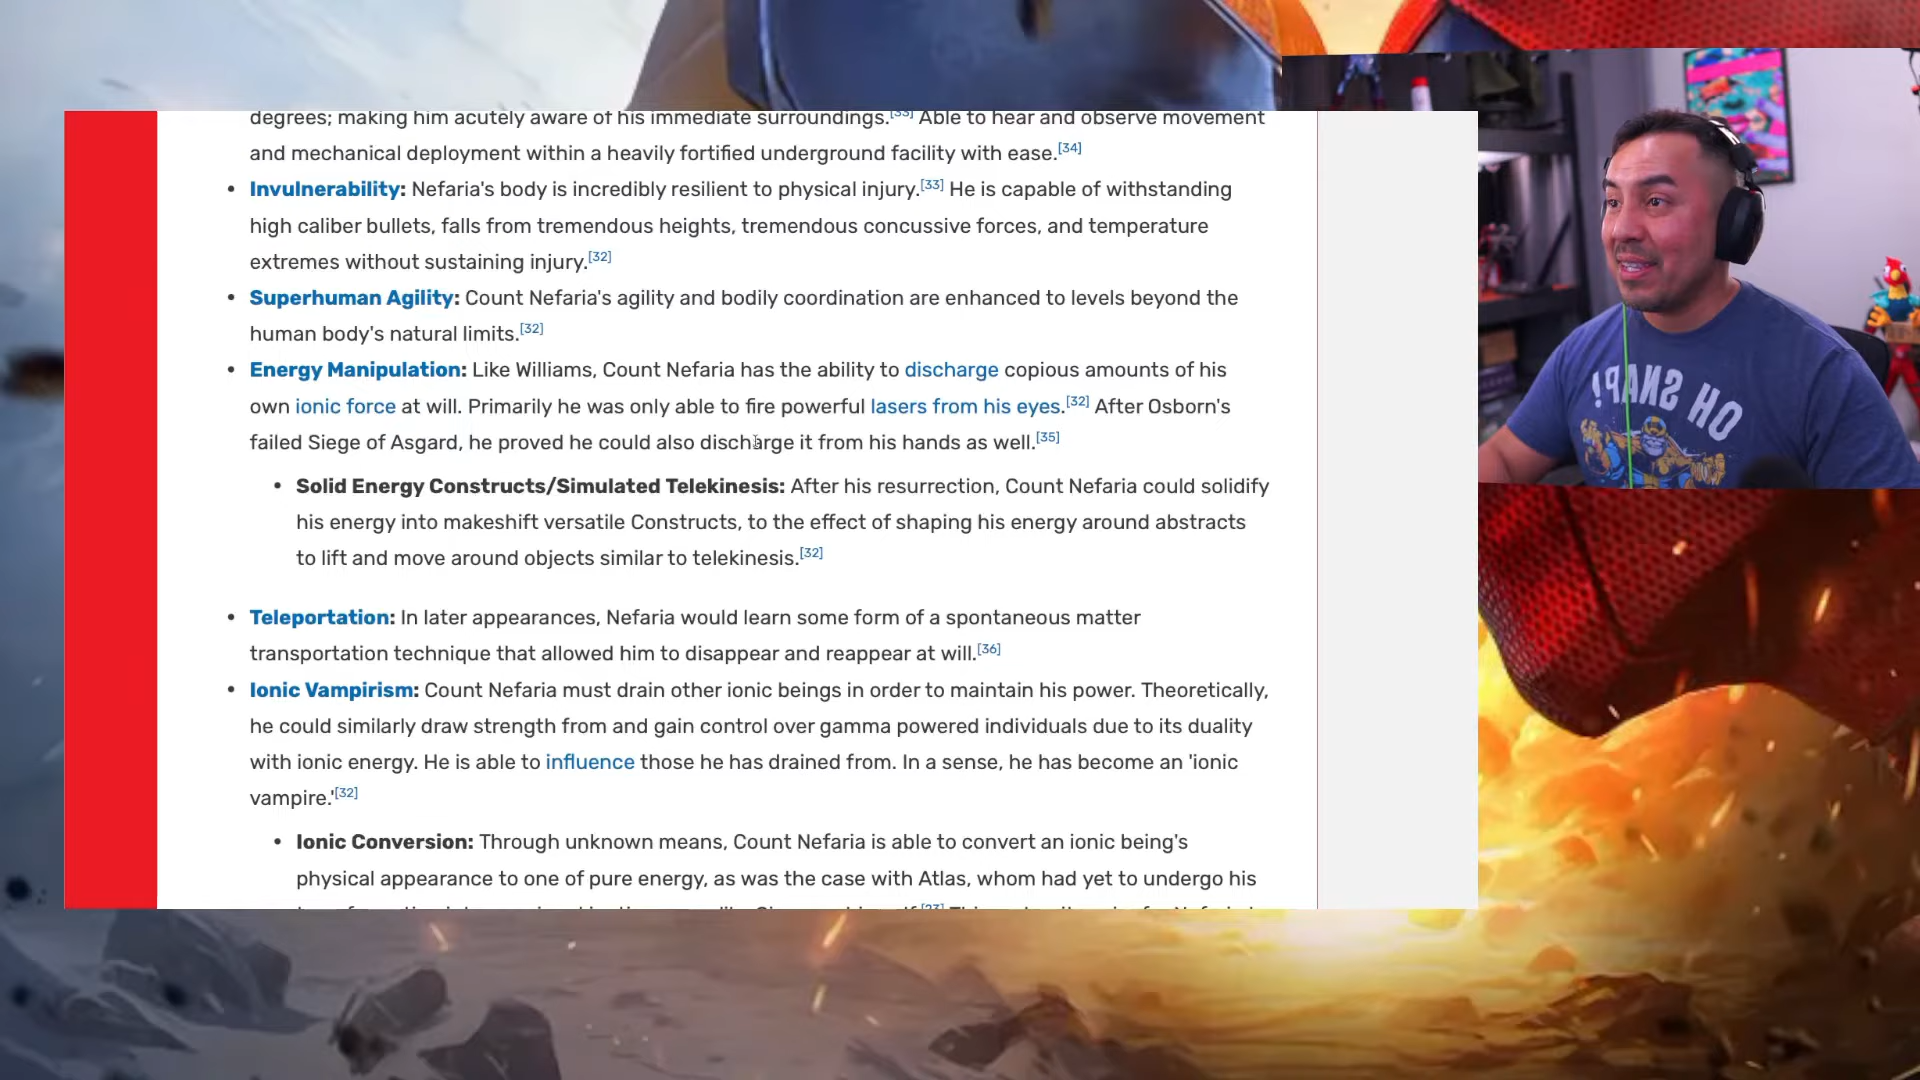 degrees; making him acutely aware of his immediate surroundings.[33] Able to hear and observe movement
and mechanical deployment within a heavily fortified underground facility with ease.[34]
• Invulnerability: Nefaria's body is incredibly resilient to physical injury.[33] He is capable of withstanding
high caliber bullets, falls from tremendous heights, tremendous concussive forces, and temperature
extremes without sustaining injury.[32]
• Superhuman Agility: Count Nefaria's agility and bodily coordination are enhanced to levels beyond the
human body's natural limits.[32]
• Energy Manipulation: Like Williams, Count Nefaria has the ability to discharge copious amounts of his
own ionic force at will. Primarily he was only able to fire powerful lasers from his eyes.[32] After Osborn's
failed Siege of Asgard, he proved he could also discharge it from his hands as well.[35]
• Solid Energy Constructs/Simulated Telekinesis: After his resurrection, Count Nefaria could solidify
his energy into makeshift versatile Constructs, to the effect of shaping his energy around abstracts
to lift and move around objects similar to telekinesis.[32]
• Teleportation: In later appearances, Nefaria would learn some form of a spontaneous matter
transportation technique that allowed him to disappear and reappear at will.[36]
• Ionic Vampirism: Count Nefaria must drain other ionic beings in order to maintain his power. Theoretically,
he could similarly draw strength from and gain control over gamma powered individuals due to its duality
with ionic energy. He is able to influence those he has drained from. In a sense, he has become an 'ionic
vampire.'[32]
• Ionic Conversion: Through unknown means, Count Nefaria is able to convert an ionic being's
physical appearance to one of pure energy, as was the case with Atlas, whom had yet to undergo his
OH SNAP!